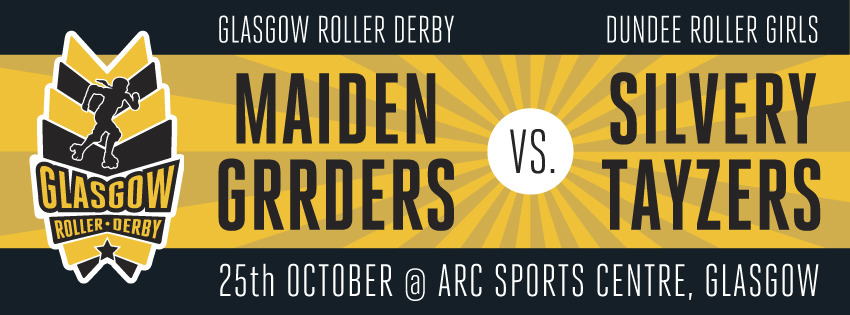 GLASGOW ROLLER DERBY
DUNDEE ROLLER GIRLS
MAIDEN
GRRDERS
VS.
SILVERY
TAYZERS
GLASGOW
ROLLER · DERBY
25th OCTOBER @ ARC SPORTS CENTRE, GLASGOW